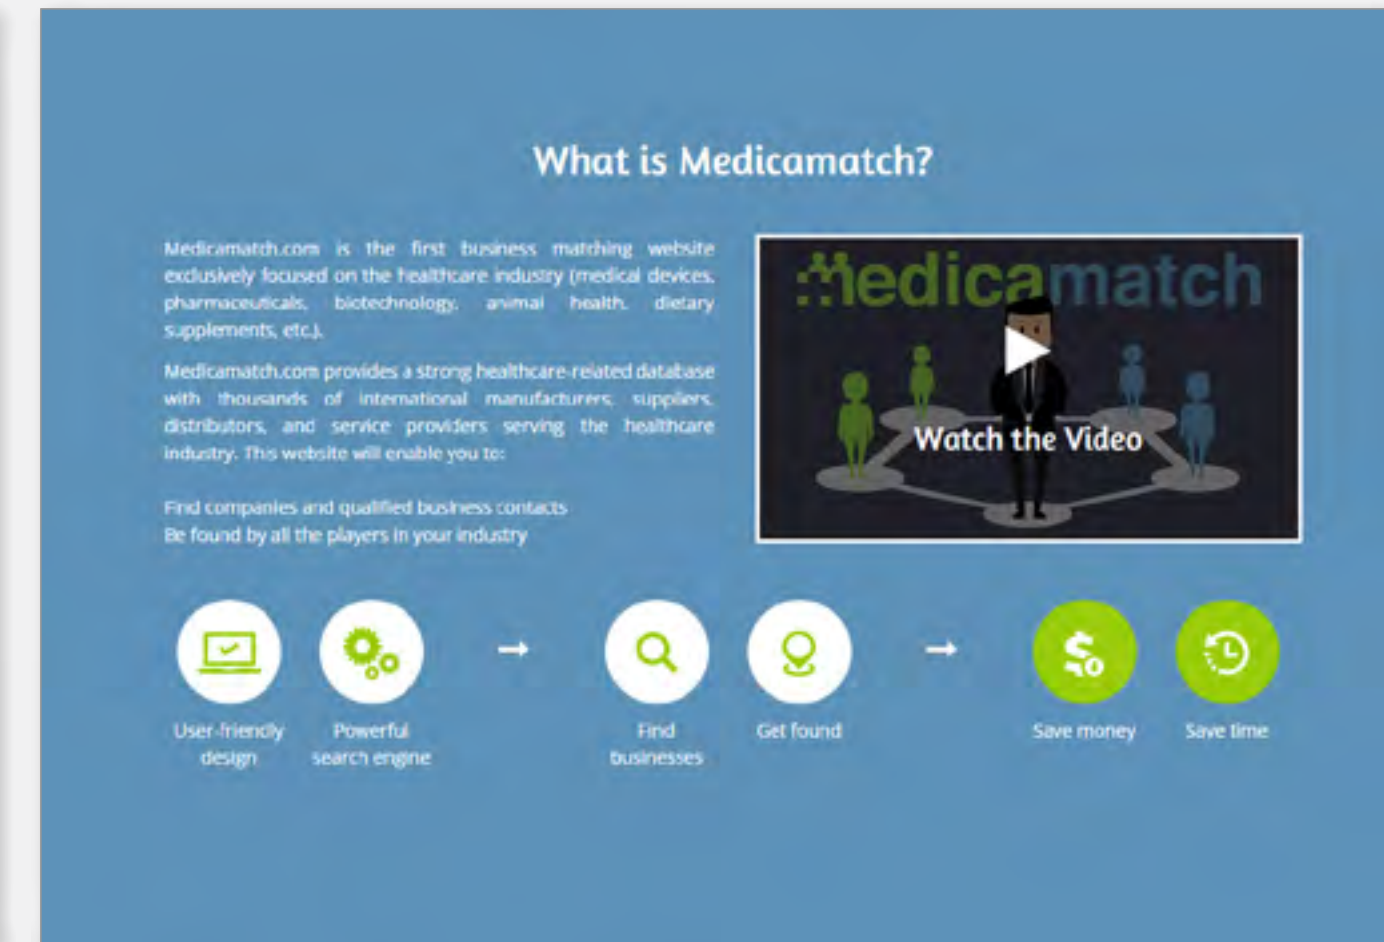 What is Medicamatch?
Medicamatch.com is the first business matching website
exclusively focused on the healthcare industry (medical devices,
pharmaceuticals, biotechnology, animal health, dietary
supplements, etc.).
Medicamatch.com provides a strong healthcare-related database
with thousands of international manufacturers, suppliers,
distributors, and service providers serving the healthcare
industry. This website will enable you to:
Find companies and qualified business contacts
Be found by all the players in your industry
Medicamatch
Watch the Video
User-friendly
design
Powerful
search engine
Find
businesses
Get found
Save money
Save time